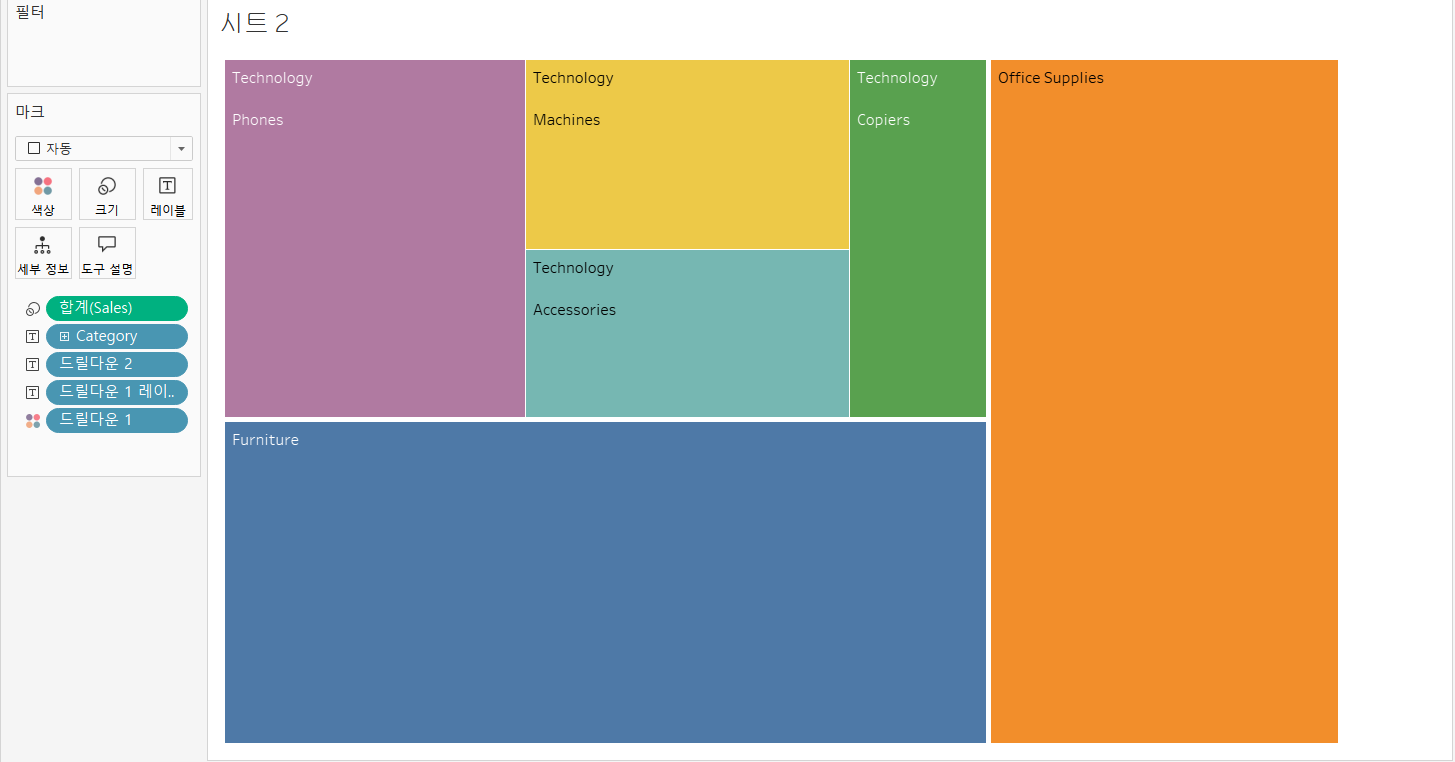 필터
마크
자동
색상
크기
레이블
세부 정보
도구 설명
합계(Sales)
Category
드릴다운 2
드릴다운 1 레이..
드릴다운 1
시트 2
Technology
Phones
Technology
Machines
Technology
Accessories
Technology
Copiers
Office Supplies
Furniture